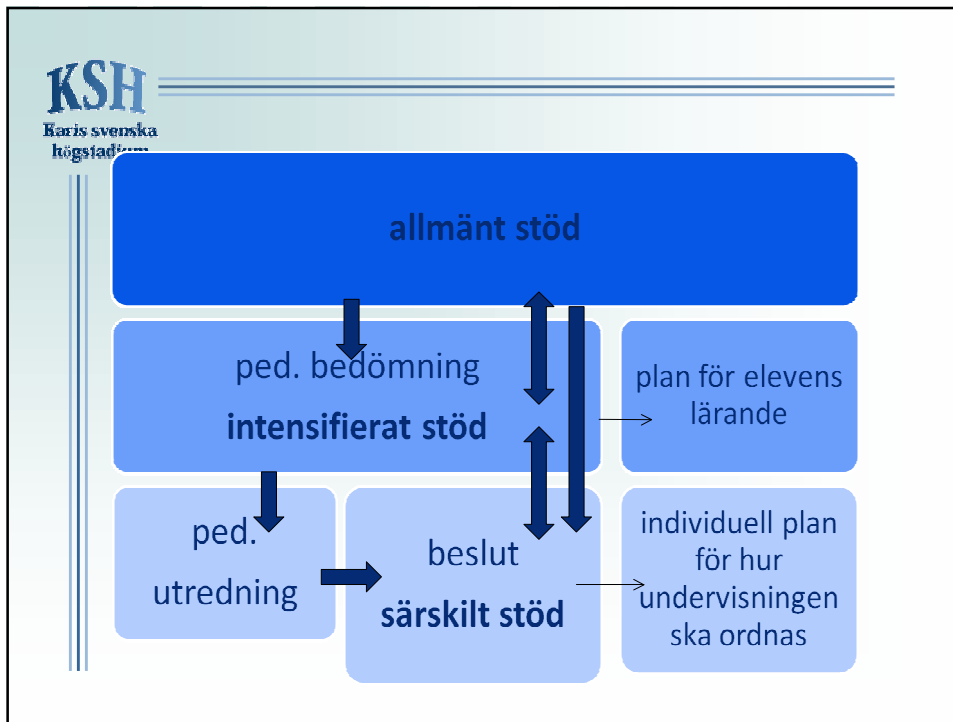 KSH
Karis svenska
högstadium
allmänt stöd
ped. bedömning
intensifierat stöd
plan för elevens
lärande
ped.
utredning
beslut
särskilt stöd
individuell plan
för hur
undervisningen
ska ordnas